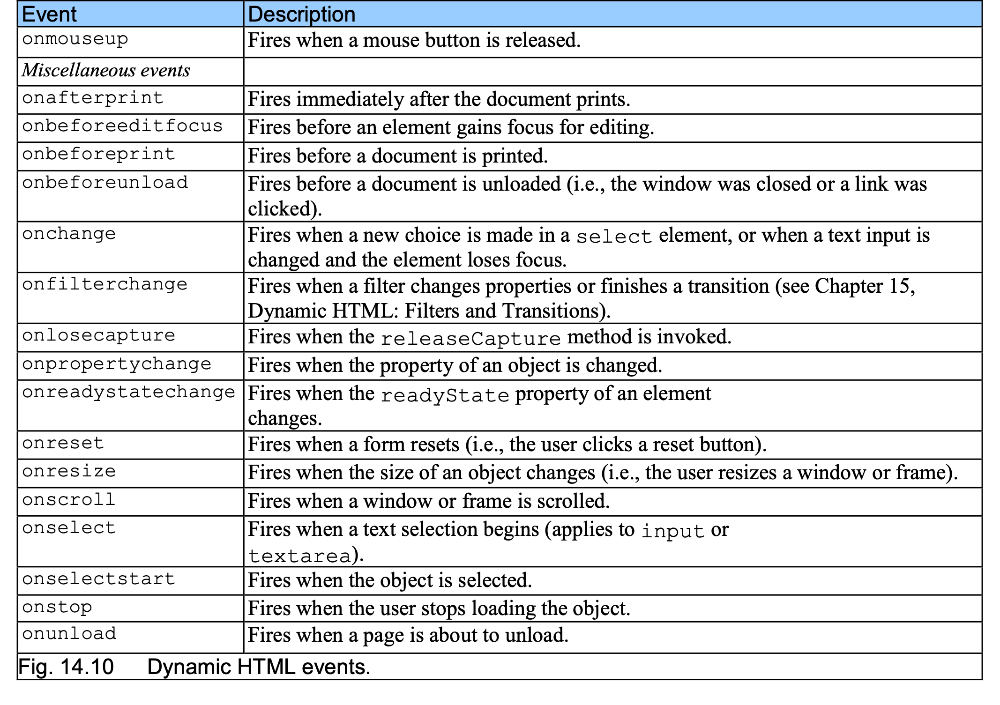 Event Description
onmouseup Fires when a mouse button is released.
Miscellaneous events
onafterprint Fires immediately after the document prints.
onbeforeeditfocus Fires before an element gains focus for editing.
onbeforeprint Fires before a document is printed.
onbeforeunload Fires before a document is unloaded (i.e., the window was closed or a link was
clicked).
onchange Fires when a new choice is made in a select element, or when a text input is
changed and the element loses focus.
onfilterchange Fires when a filter changes properties or finishes a transition (see Chapter 15,
Dynamic HTML: Filters and Transitions).
onlosecapture Fires when the releaseCapture method is invoked.
onpropertychange Fires when the property of an object is changed.
onreadystatechange Fires when the readyState property of an element
changes.
onreset Fires when a form resets (i.e., the user clicks a reset button).
onresize Fires when the size of an object changes (i.e., the user resizes a window or frame).
onscroll Fires when a window or frame is scrolled.
onselect Fires when a text selection begins (applies to input or
textarea).
onselectstart Fires when the object is selected.
onstop Fires when the user stops loading the object.
onunload Fires when a page is about to unload.
Fig. 14.10 Dynamic HTML events.